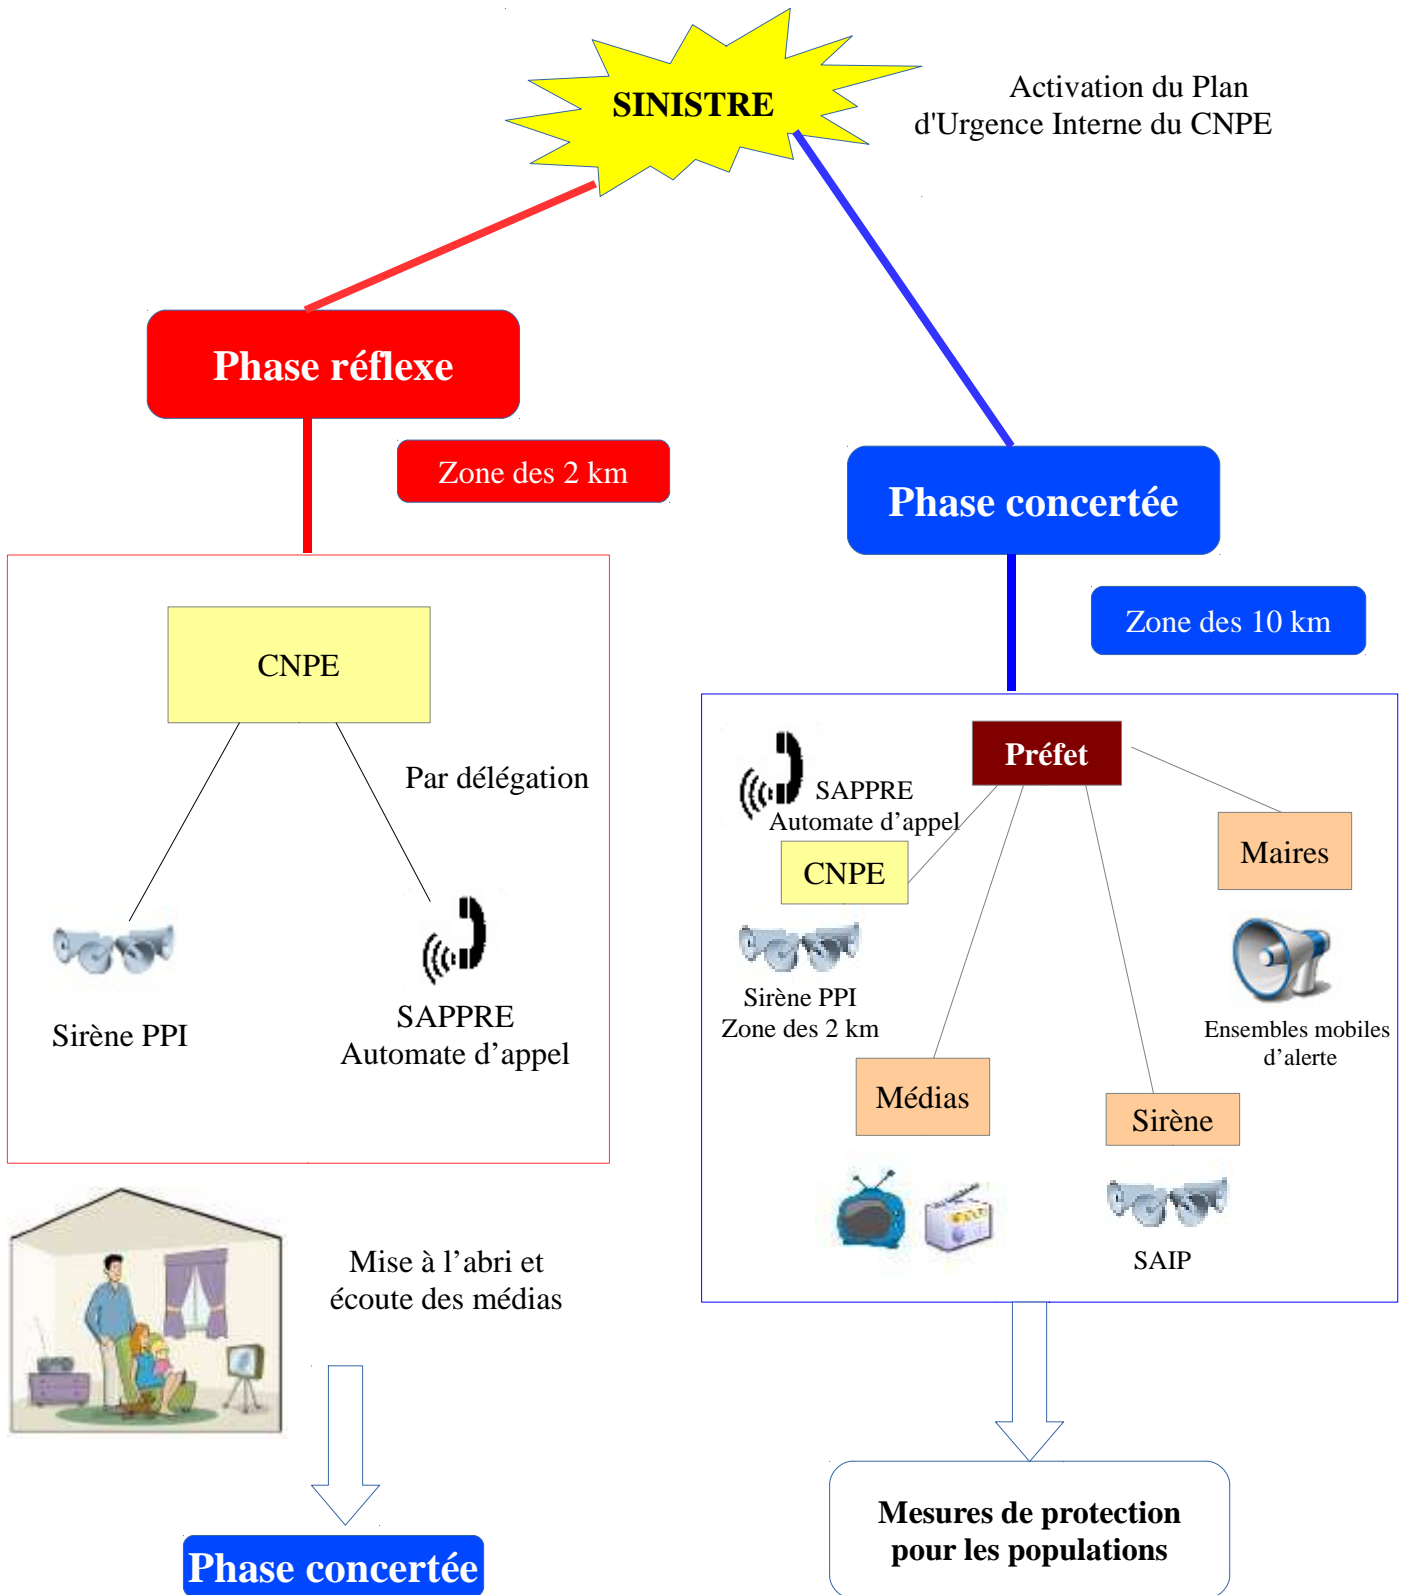 SINISTRE
Activation du Plan
d'Urgence Interne du CNPE
Phase réflexe
Zone des 2 km
CNPE
Par délégation
Sirène PPI
SAPPRE
Automate d’appel
Mise à l’abri et
écoute des médias
Phase concertée
Phase concertée
Zone des 10 km
Préfet
SAPPRE
Automate d’appel
CNPE
Sirène PPI
Zone des 2 km
Maires
Ensembles mobiles
d’alerte
Médias
Sirène
SAIP
Mesures de protection
pour les populations